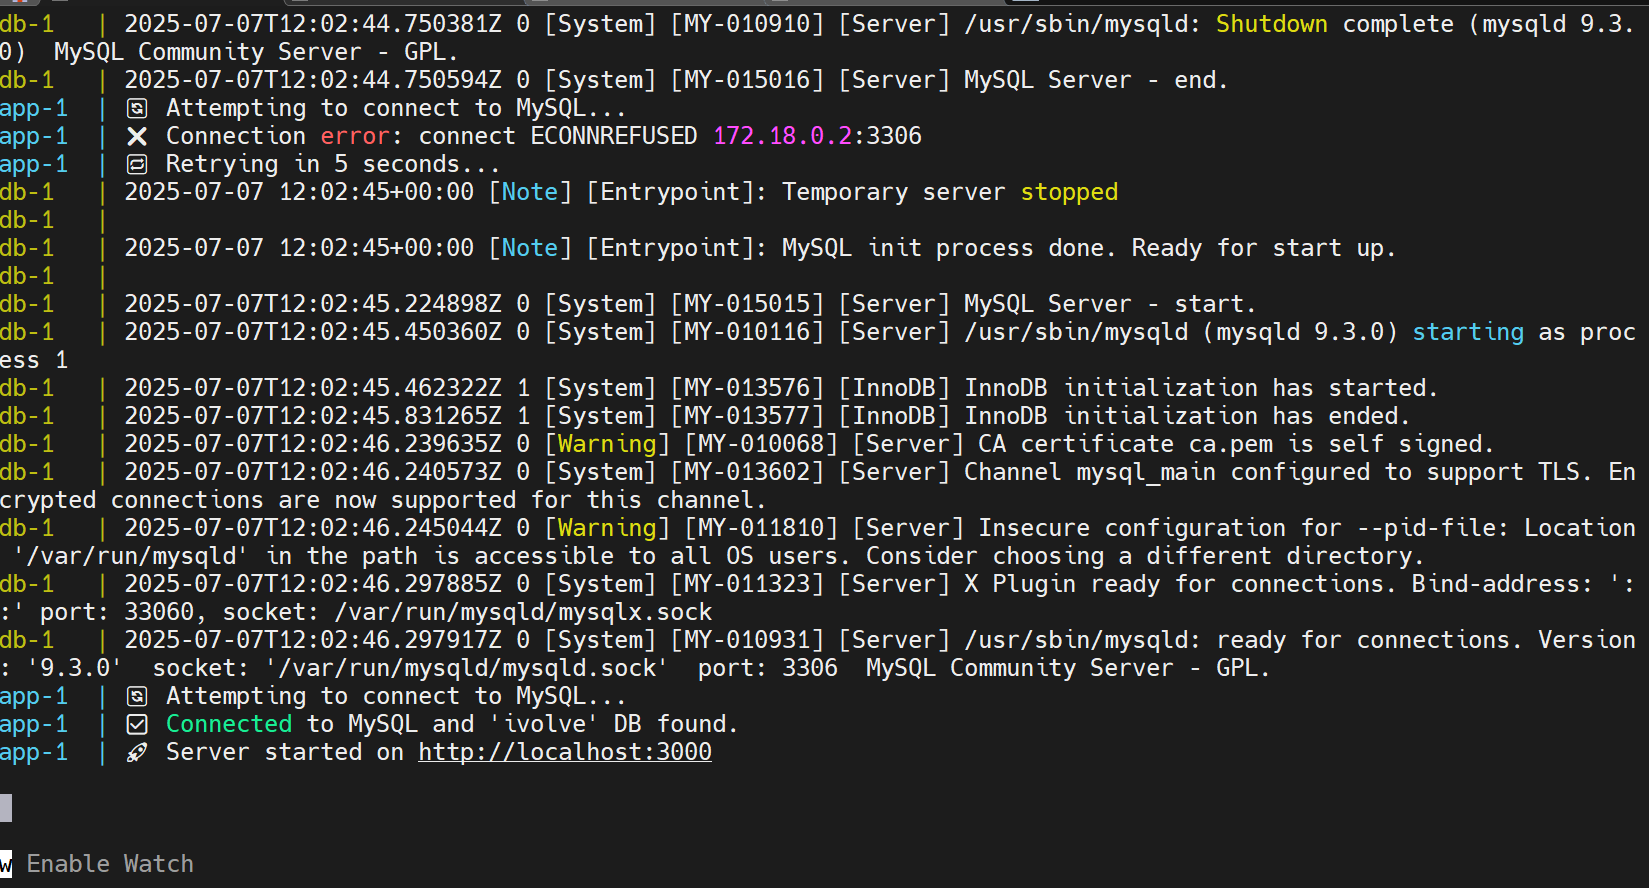 db-1   | 2025-07-07T12:02:44.750381Z 0 [System] [MY-010910] [Server] /usr/sbin/mysqld: Shutdown complete (mysqld 9.3.
0)  MySQL Community Server - GPL.
db-1   | 2025-07-07T12:02:44.750594Z 0 [System] [MY-015016] [Server] MySQL Server - end.
app-1  | 🔄 Attempting to connect to MySQL...
app-1  | ❌ Connection error: connect ECONNREFUSED 172.18.0.2:3306
app-1  | 🔁 Retrying in 5 seconds...
db-1   | 2025-07-07 12:02:45+00:00 [Note] [Entrypoint]: Temporary server stopped
db-1   |
db-1   | 2025-07-07 12:02:45+00:00 [Note] [Entrypoint]: MySQL init process done. Ready for start up.
db-1   |
db-1   | 2025-07-07T12:02:45.224898Z 0 [System] [MY-015015] [Server] MySQL Server - start.
db-1   | 2025-07-07T12:02:45.450360Z 0 [System] [MY-010116] [Server] /usr/sbin/mysqld (mysqld 9.3.0) starting as proc
ess 1
db-1   | 2025-07-07T12:02:45.462322Z 1 [System] [MY-013576] [InnoDB] InnoDB initialization has started.
db-1   | 2025-07-07T12:02:45.831265Z 1 [System] [MY-013577] [InnoDB] InnoDB initialization has ended.
db-1   | 2025-07-07T12:02:46.239635Z 0 [Warning] [MY-010068] [Server] CA certificate ca.pem is self signed.
db-1   | 2025-07-07T12:02:46.240573Z 0 [System] [MY-013602] [Server] Channel mysql_main configured to support TLS. En
crypted connections are now supported for this channel.
db-1   | 2025-07-07T12:02:46.245044Z 0 [Warning] [MY-011810] [Server] Insecure configuration for --pid-file: Location
 '/var/run/mysqld' in the path is accessible to all OS users. Consider choosing a different directory.
db-1   | 2025-07-07T12:02:46.297885Z 0 [System] [MY-011323] [Server] X Plugin ready for connections. Bind-address: ':
:' port: 33060, socket: /var/run/mysqld/mysqlx.sock
db-1   | 2025-07-07T12:02:46.297917Z 0 [System] [MY-010931] [Server] /usr/sbin/mysqld: ready for connections. Version
: '9.3.0'  socket: '/var/run/mysqld/mysqld.sock'  port: 3306  MySQL Community Server - GPL.
app-1  | 🔄 Attempting to connect to MySQL...
app-1  | ✅ Connected to MySQL and 'ivolve' DB found.
app-1  | 🚀 Server started on http://localhost:3000
w Enable Watch